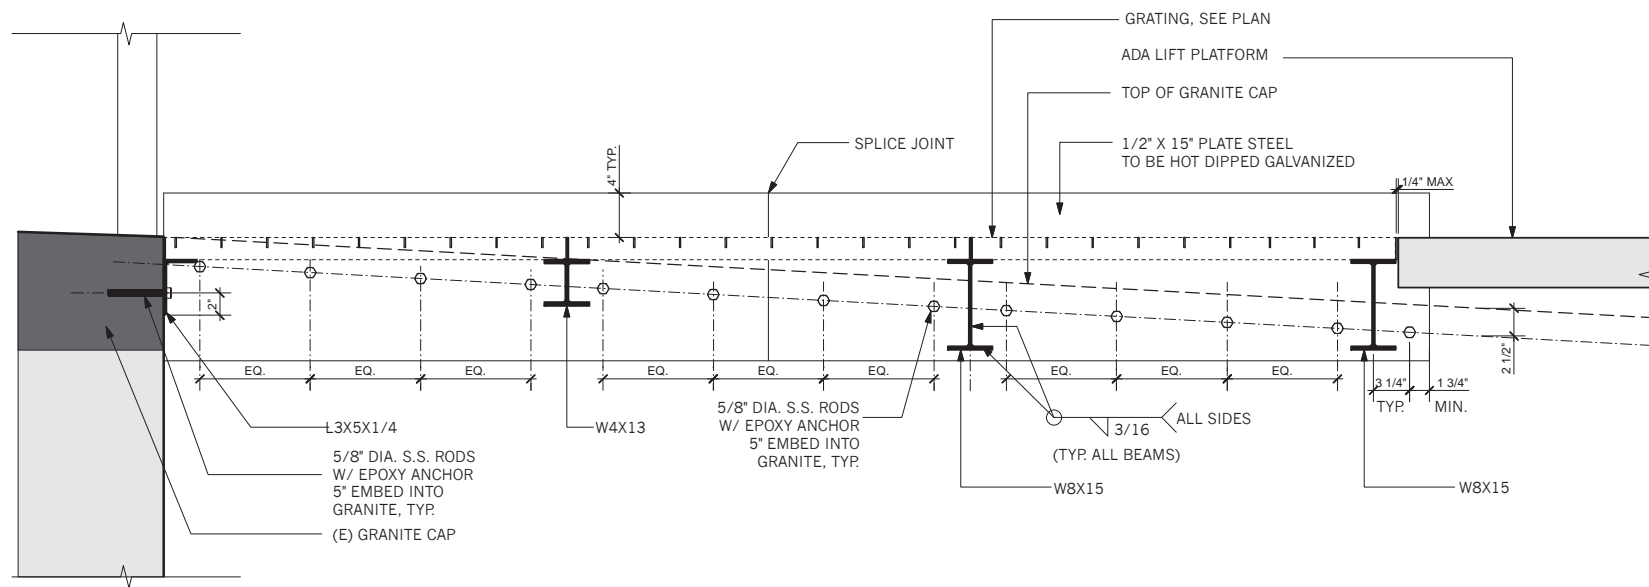 GRATING, SEE PLAN
ADA LIFT PLATFORM
TOP OF GRANITE CAP
SPLICE JOINT
1/2" X 15" PLATE STEEL
TO BE HOT DIPPED GALVANIZED
4" TYP.
1/4" MAX
2"
2 1/2"
EQ.
EQ.
EQ.
EQ.
EQ.
EQ.
EQ.
EQ.
EQ.
3 1/4"
1 3/4"
TYP.
MIN.
L3X5X1/4
W4X13
5/8" DIA. S.S. RODS
W/ EPOXY ANCHOR
5" EMBED INTO
GRANITE, TYP.
3/16
ALL SIDES
(TYP. ALL BEAMS)
5/8" DIA. S.S. RODS
W/ EPOXY ANCHOR
5" EMBED INTO
GRANITE, TYP.
W8X15
W8X15
(E) GRANITE CAP